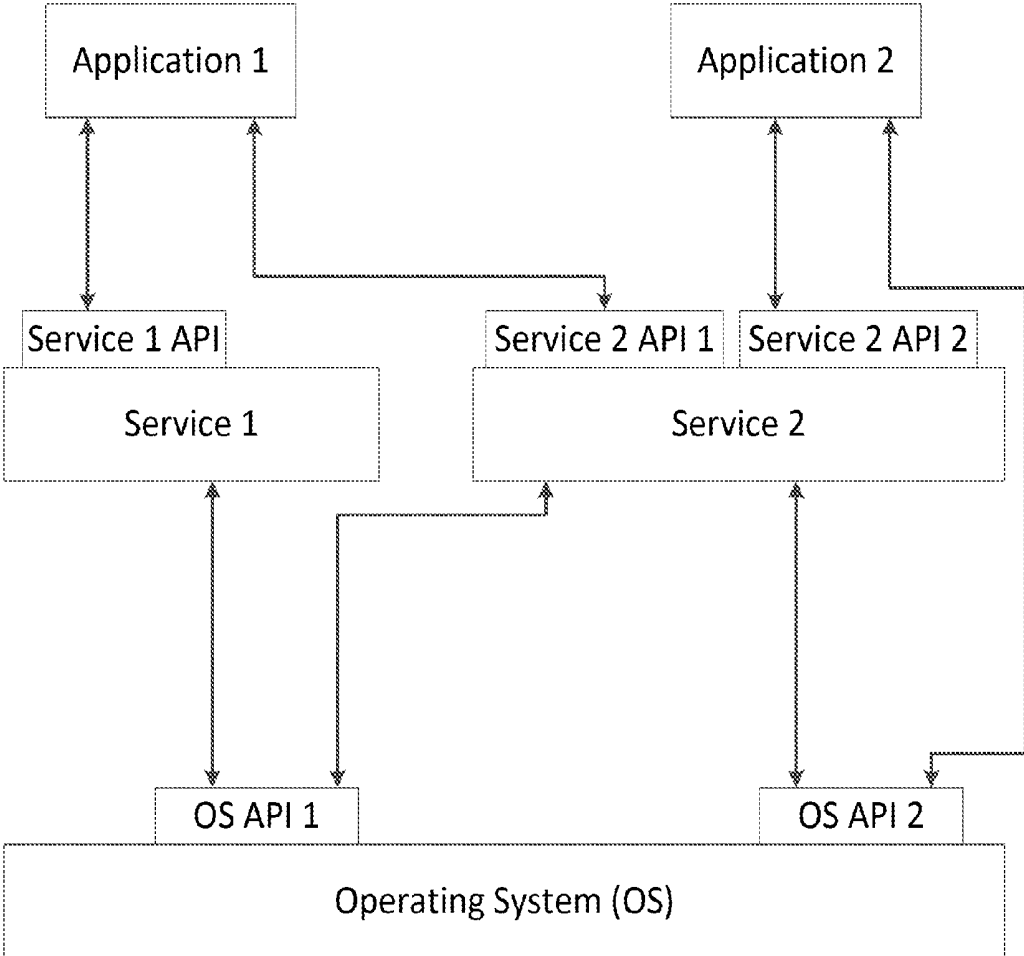 Application 1
Application 2
Service 1 API
Service 2 API 1
Service 2 API 2
Service 1
Service 2
OS API 1
OS API 2
Operating System (OS)